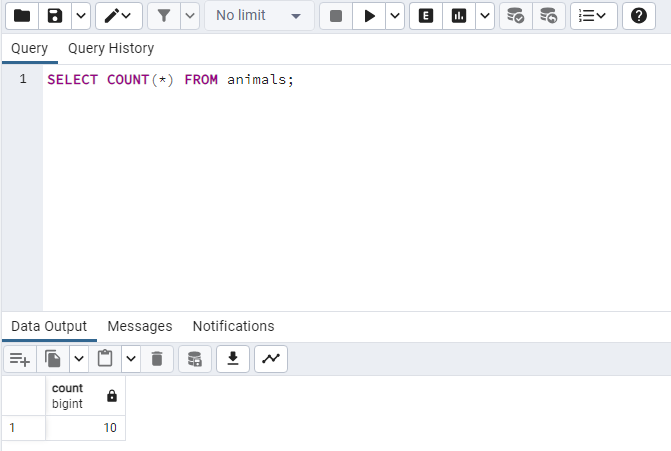 No limit
E
Query Query History
1 SELECT COUNT(*) FROM animals;
Data Output Messages Notifications
count
bigint
1 10